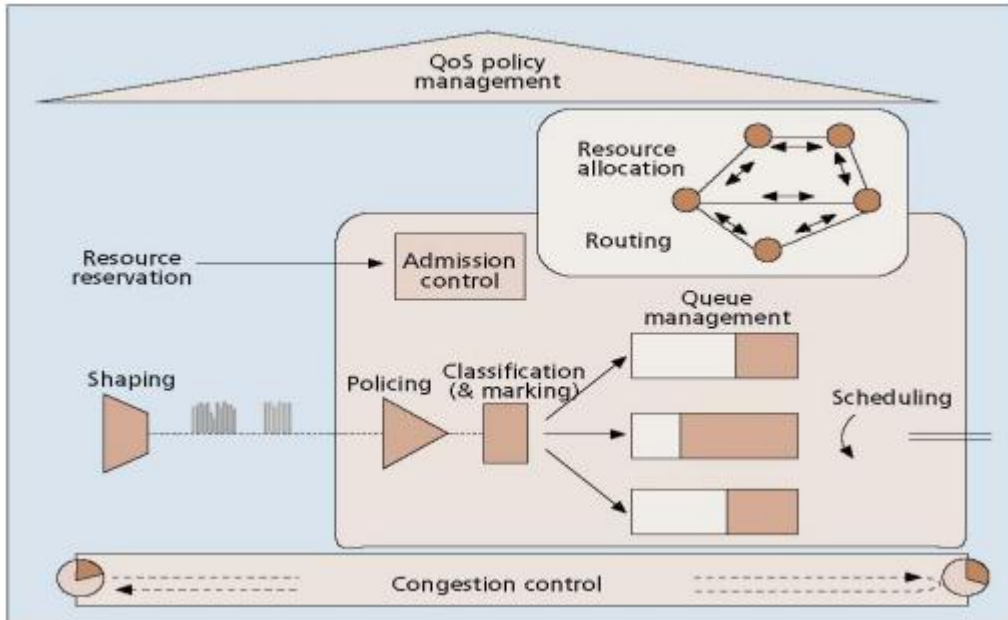 QoS policy
management
Resource
allocation
Routing
Resource
reservation
Admission
control
Queue
management
Shaping
Policing
Classification
(& marking)
Scheduling
Congestion control